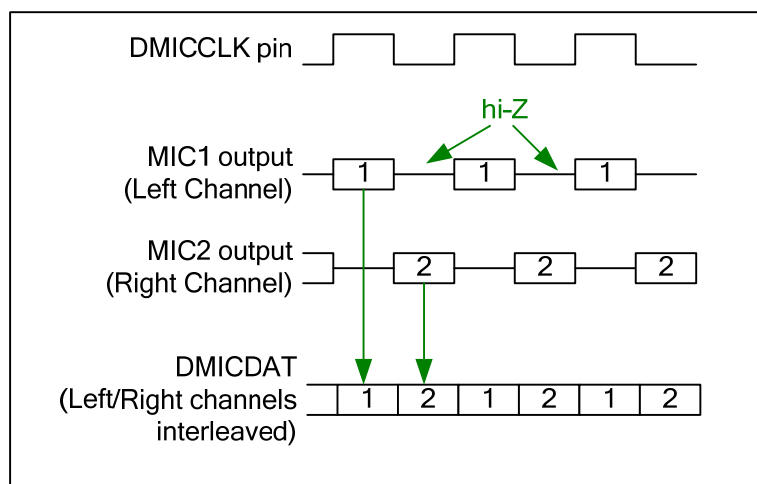 DMICCLK pin
hi-Z
MIC1 output
(Left Channel)
1 1 1
MIC2 output
(Right Channel)
2 2 2
DMICDAT
(Left/Right channels
interleaved)
1 2 1 2 1 2